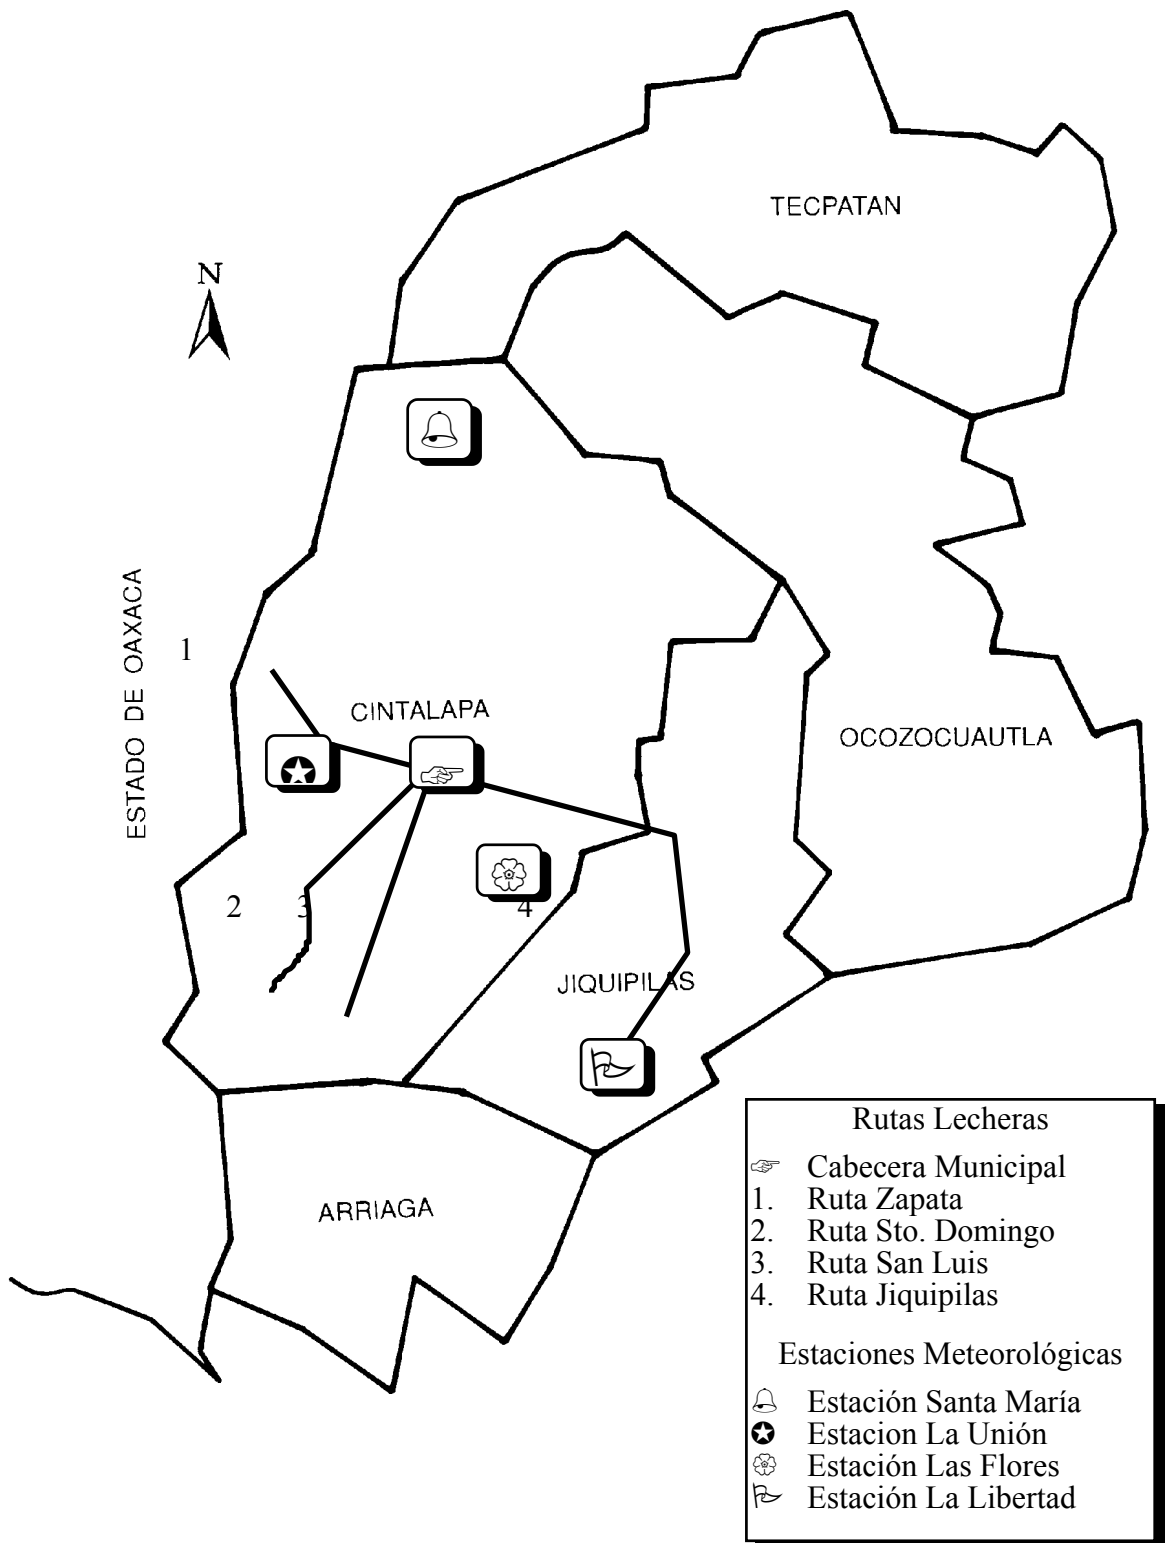 TECPATAN
N
ESTADO DE OAXACA
1
CINTALAPA
OCOZOCUAUTLA
2
3
4
JIQUIPILAS
ARRIAGA
Rutas Lecheras
Cabecera Municipal
1. Ruta Zapata
2. Ruta Sto. Domingo
3. Ruta San Luis
4. Ruta Jiquipilas
Estaciones Meteorológicas
Estación Santa María
Estacion La Unión
Estación Las Flores
Estación La Libertad